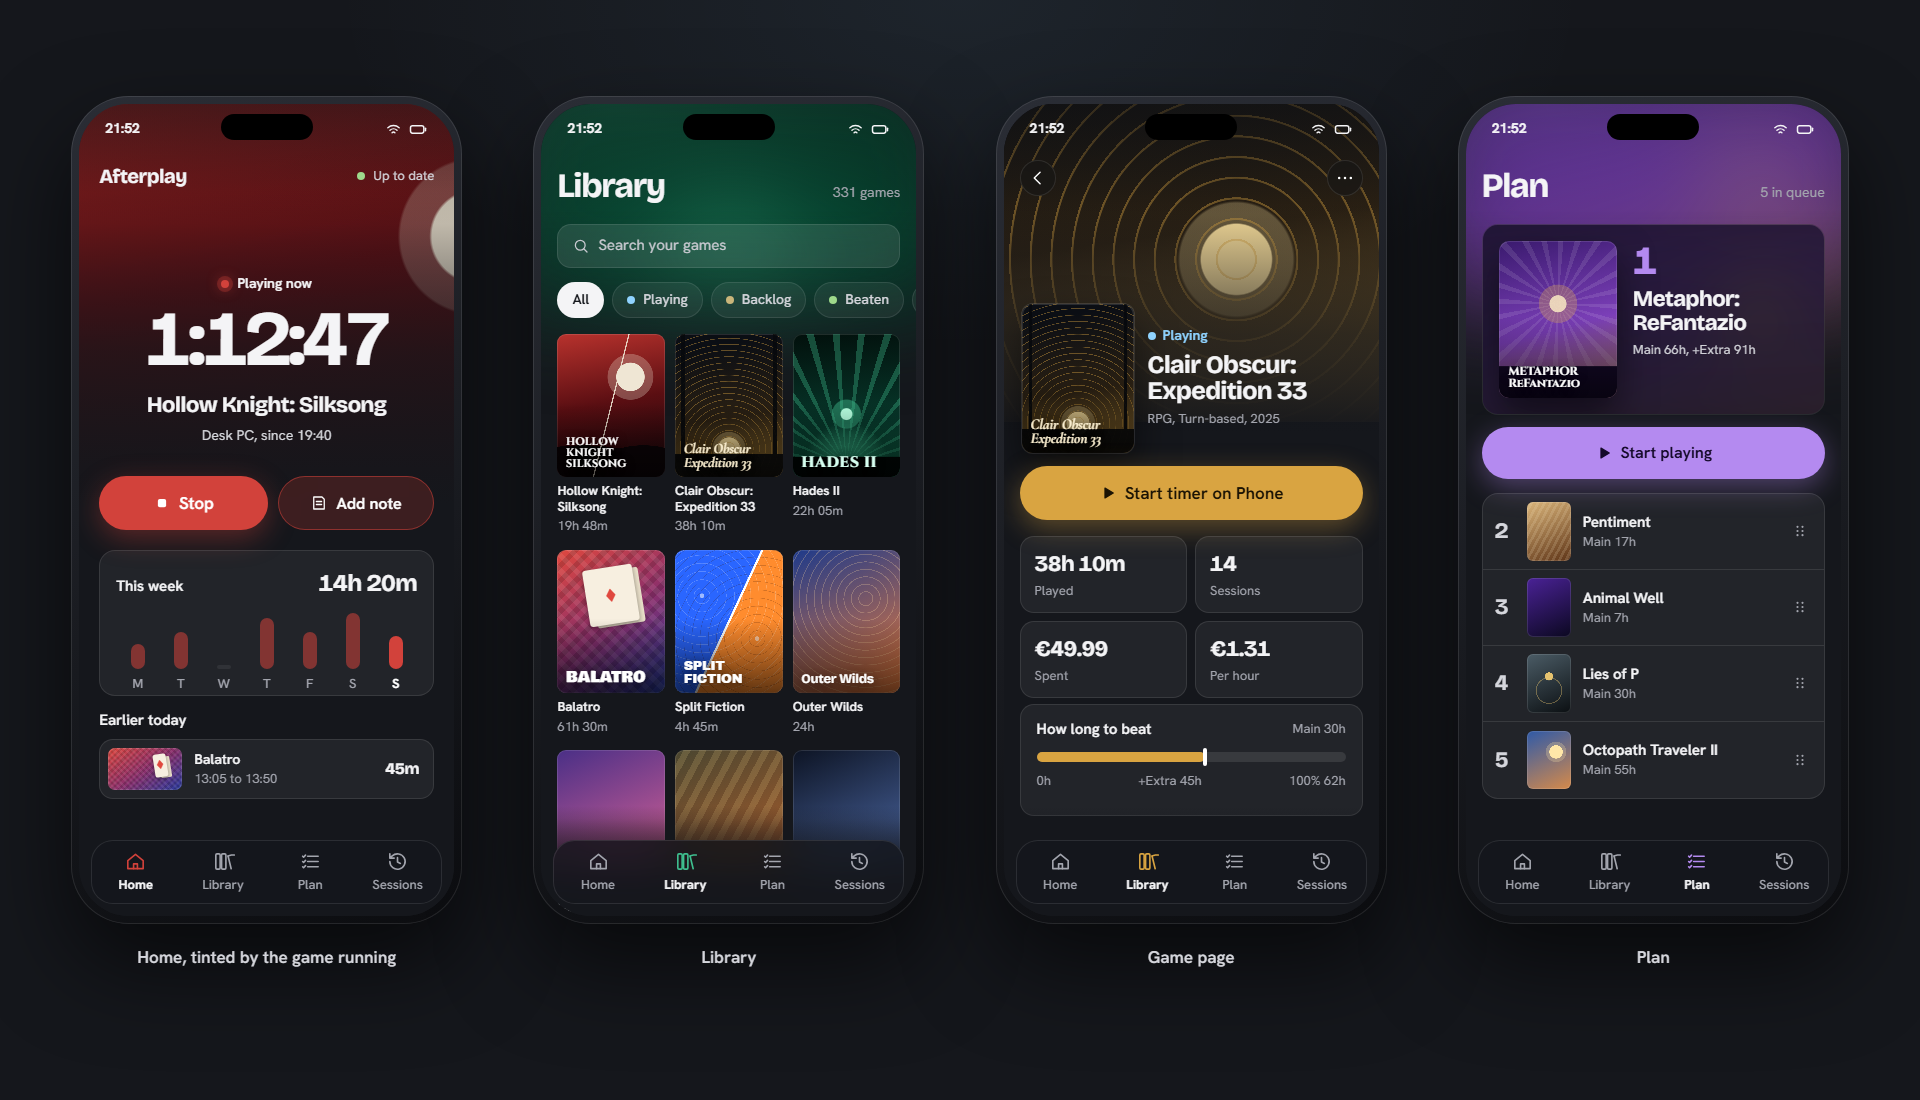 21:52
Afterplay
Up to date
Playing now
1:12:47
Hollow Knight: Silksong
Desk PC, since 19:40
Stop
Add note
This week
14h 20m
M T W T F S S
Earlier today
Balatro
13:05 to 13:50
45m
Home
Library
Plan
Sessions
Home, tinted by the game running
21:52
Library
331 games
Search your games
All
Playing
Backlog
Beaten
HOLLOW
KNIGHT
SILKSONG
Hollow Knight:
Silksong
19h 48m
Clair Obscur
Expedition 33
Clair Obscur:
Expedition 33
38h 10m
HADES II
Hades II
22h 05m
BALATRO
Balatro
61h 30m
SPLIT
FICTION
Split Fiction
4h 45m
Outer Wilds
Outer Wilds
24h
Home
Library
Plan
Sessions
Library
21:52
Clair Obscur
Expedition 33
Playing
Clair Obscur:
Expedition 33
RPG, Turn-based, 2025
Start timer on Phone
38h 10m
Played
14
Sessions
€49.99
Spent
€1.31
Per hour
How long to beat
Main 30h
0h
+Extra 45h
100% 62h
Home
Library
Plan
Sessions
Game page
21:52
Plan
5 in queue
METAPHOR
REFANTAZIO
1
Metaphor:
ReFantazio
Main 66h, +Extra 91h
Start playing
2
Pentiment
Main 17h
3
Animal Well
Main 7h
4
Lies of P
Main 30h
5
Octopath Traveler II
Main 55h
Home
Library
Plan
Sessions
Plan